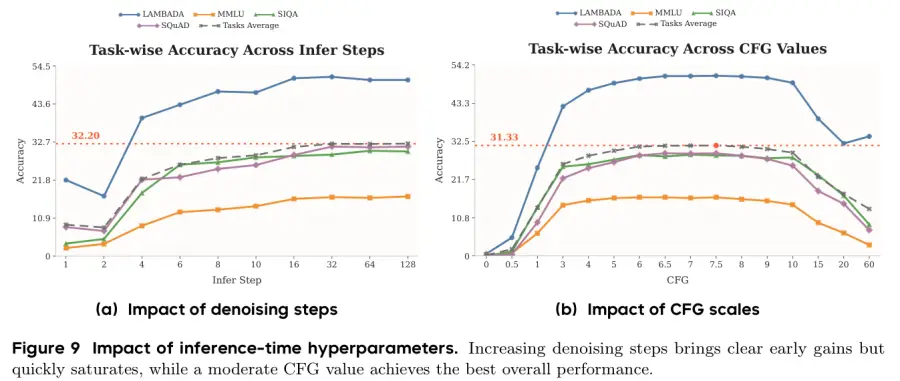 LAMBADA MMLU SIQA
SQuAD Tasks Average
Task-wise Accuracy Across Infer Steps
54.5
43.6
32.7
21.8
10.9
0
32.20
Accuracy
1 2 4 6 8 10 16 32 64 128
Infer Step
(a) Impact of denoising steps
LAMBADA MMLU SIQA
SQuAD Tasks Average
Task-wise Accuracy Across CFG Values
54.2
43.3
32.5
21.7
10.8
0
31.33
Accuracy
0 0.5 1 3 4 5 6 6.5 7 7.5 8 9 10 15 20 60
CFG
(b) Impact of CFG scales
Figure 9 Impact of inference-time hyperparameters. Increasing denoising steps brings clear early gains but
quickly saturates, while a moderate CFG value achieves the best overall performance.